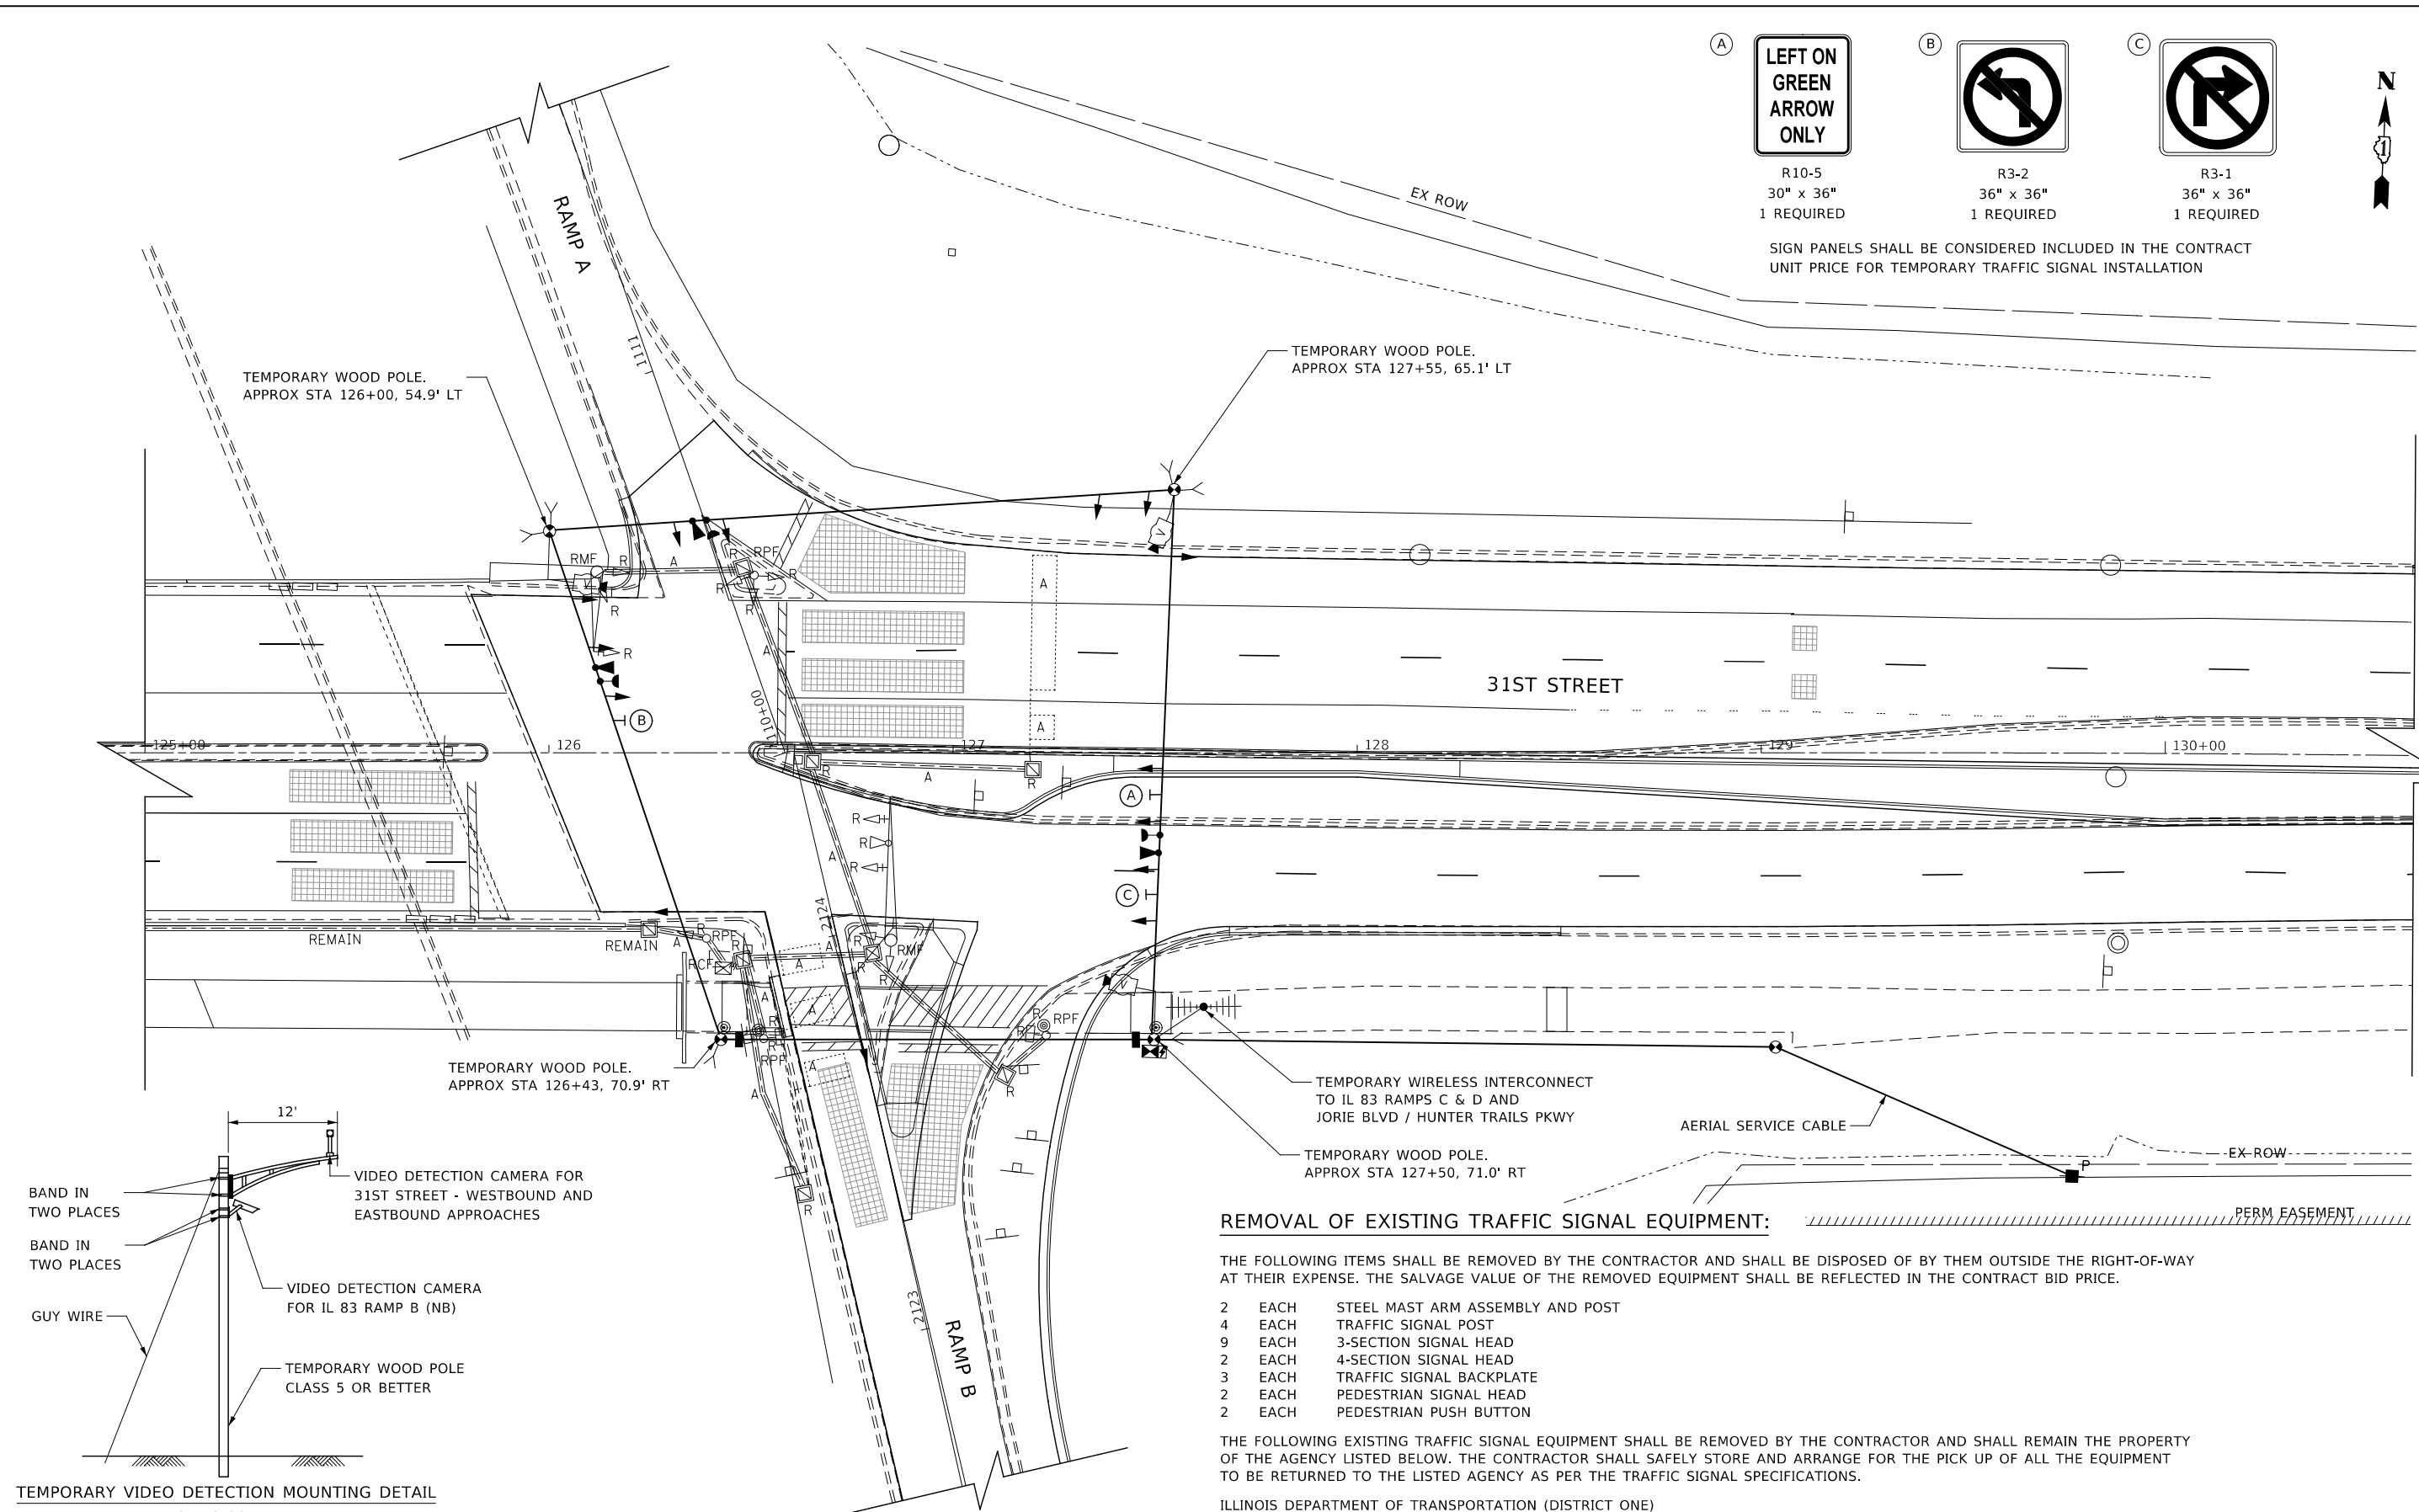 A
LEFT ON
GREEN
ARROW
ONLY
R10-5
30" x 36"
1 REQUIRED
B
R3-2
36" x 36"
1 REQUIRED
C
R3-1
36" x 36"
1 REQUIRED
N
1
SIGN PANELS SHALL BE CONSIDERED INCLUDED IN THE CONTRACT
UNIT PRICE FOR TEMPORARY TRAFFIC SIGNAL INSTALLATION
EX ROW
RAMP A
1111
TEMPORARY WOOD POLE.
APPROX STA 126+00, 54.9' LT
TEMPORARY WOOD POLE.
APPROX STA 127+55, 65.1' LT
RMF
R
A
R
RPF
R
R
R
R
R
V
A
A
A
31ST STREET
B
110+00
125+00
126
127
128
129
130+00
R
A
R
A
R
R
R
A
C
2124
REMAIN
REMAIN
A
R
RPF
R
RCF
A
A
R
RMF
R
R
A
A
R
R
RPF
A
A
R
R
RPF
R
R
V
TEMPORARY WOOD POLE.
APPROX STA 126+43, 70.9' RT
TEMPORARY WIRELESS INTERCONNECT
TO IL 83 RAMPS C & D AND
JORIE BLVD / HUNTER TRAILS PKWY
TEMPORARY WOOD POLE.
APPROX STA 127+50, 71.0' RT
AERIAL SERVICE CABLE
P
EX ROW
PERM EASEMENT
2123
RAMP B
12'
BAND IN
TWO PLACES
BAND IN
TWO PLACES
VIDEO DETECTION CAMERA FOR
31ST STREET - WESTBOUND AND
EASTBOUND APPROACHES
VIDEO DETECTION CAMERA
FOR IL 83 RAMP B (NB)
GUY WIRE
TEMPORARY WOOD POLE
CLASS 5 OR BETTER
TEMPORARY VIDEO DETECTION MOUNTING DETAIL
REMOVAL OF EXISTING TRAFFIC SIGNAL EQUIPMENT:
THE FOLLOWING ITEMS SHALL BE REMOVED BY THE CONTRACTOR AND SHALL BE DISPOSED OF BY THEM OUTSIDE THE RIGHT-OF-WAY
AT THEIR EXPENSE. THE SALVAGE VALUE OF THE REMOVED EQUIPMENT SHALL BE REFLECTED IN THE CONTRACT BID PRICE.
2 EACH STEEL MAST ARM ASSEMBLY AND POST
4 EACH TRAFFIC SIGNAL POST
9 EACH 3-SECTION SIGNAL HEAD
2 EACH 4-SECTION SIGNAL HEAD
3 EACH TRAFFIC SIGNAL BACKPLATE
2 EACH PEDESTRIAN SIGNAL HEAD
2 EACH PEDESTRIAN PUSH BUTTON
THE FOLLOWING EXISTING TRAFFIC SIGNAL EQUIPMENT SHALL BE REMOVED BY THE CONTRACTOR AND SHALL REMAIN THE PROPERTY
OF THE AGENCY LISTED BELOW. THE CONTRACTOR SHALL SAFELY STORE AND ARRANGE FOR THE PICK UP OF ALL THE EQUIPMENT
TO BE RETURNED TO THE LISTED AGENCY AS PER THE TRAFFIC SIGNAL SPECIFICATIONS.
ILLINOIS DEPARTMENT OF TRANSPORTATION (DISTRICT ONE)